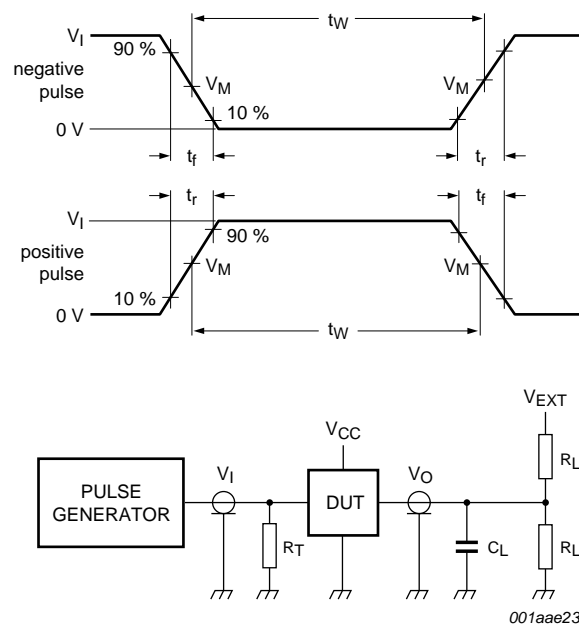 V_I
t_W
90 %
negative
pulse
V_M
V_M
10 %
0 V
t_f
t_r
t_r
t_f
V_I
90 %
positive
pulse
V_M
V_M
10 %
0 V
t_W
V_EXT
V_CC
R_L
V_I
V_O
PULSE
GENERATOR
DUT
R_T
C_L
R_L
001aae23